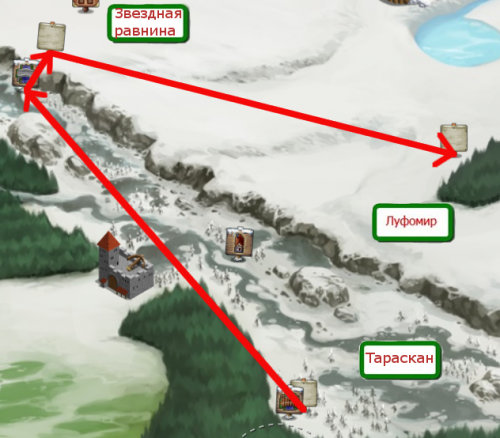 Звездная
равнина
Луфомир
Тараскан